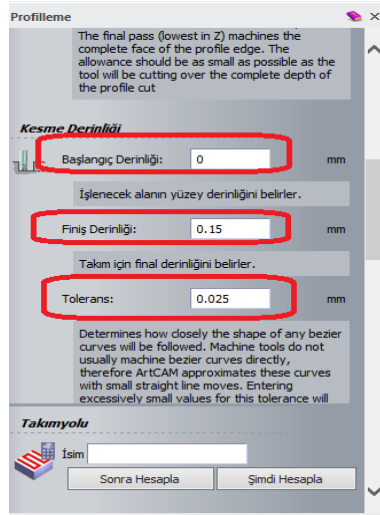 Profilleme
The final pass (lowest in Z) machines the
complete face of the profile edge. The
allowance should be as small as possible as the
tool will be cutting over the complete depth of
the profile cut
Kesme Derinliği
Başlangıç Derinliği: 0 mm
İşlenecek alanın yüzey derinliğini belirler.
Finiş Derinliği: 0.15 mm
Takım için final derinliğini belirler.
Tolerans: 0.025 mm
Determines how closely the shape of any bezier
curves will be followed. Machine tools do not
usually machine bezier curves directly,
therefore ArtCAM approximates these curves
with small straight line moves. Entering
excessively small values for this tolerance will
Takımyolu
İsim
Sonra Hesapla Şimdi Hesapla